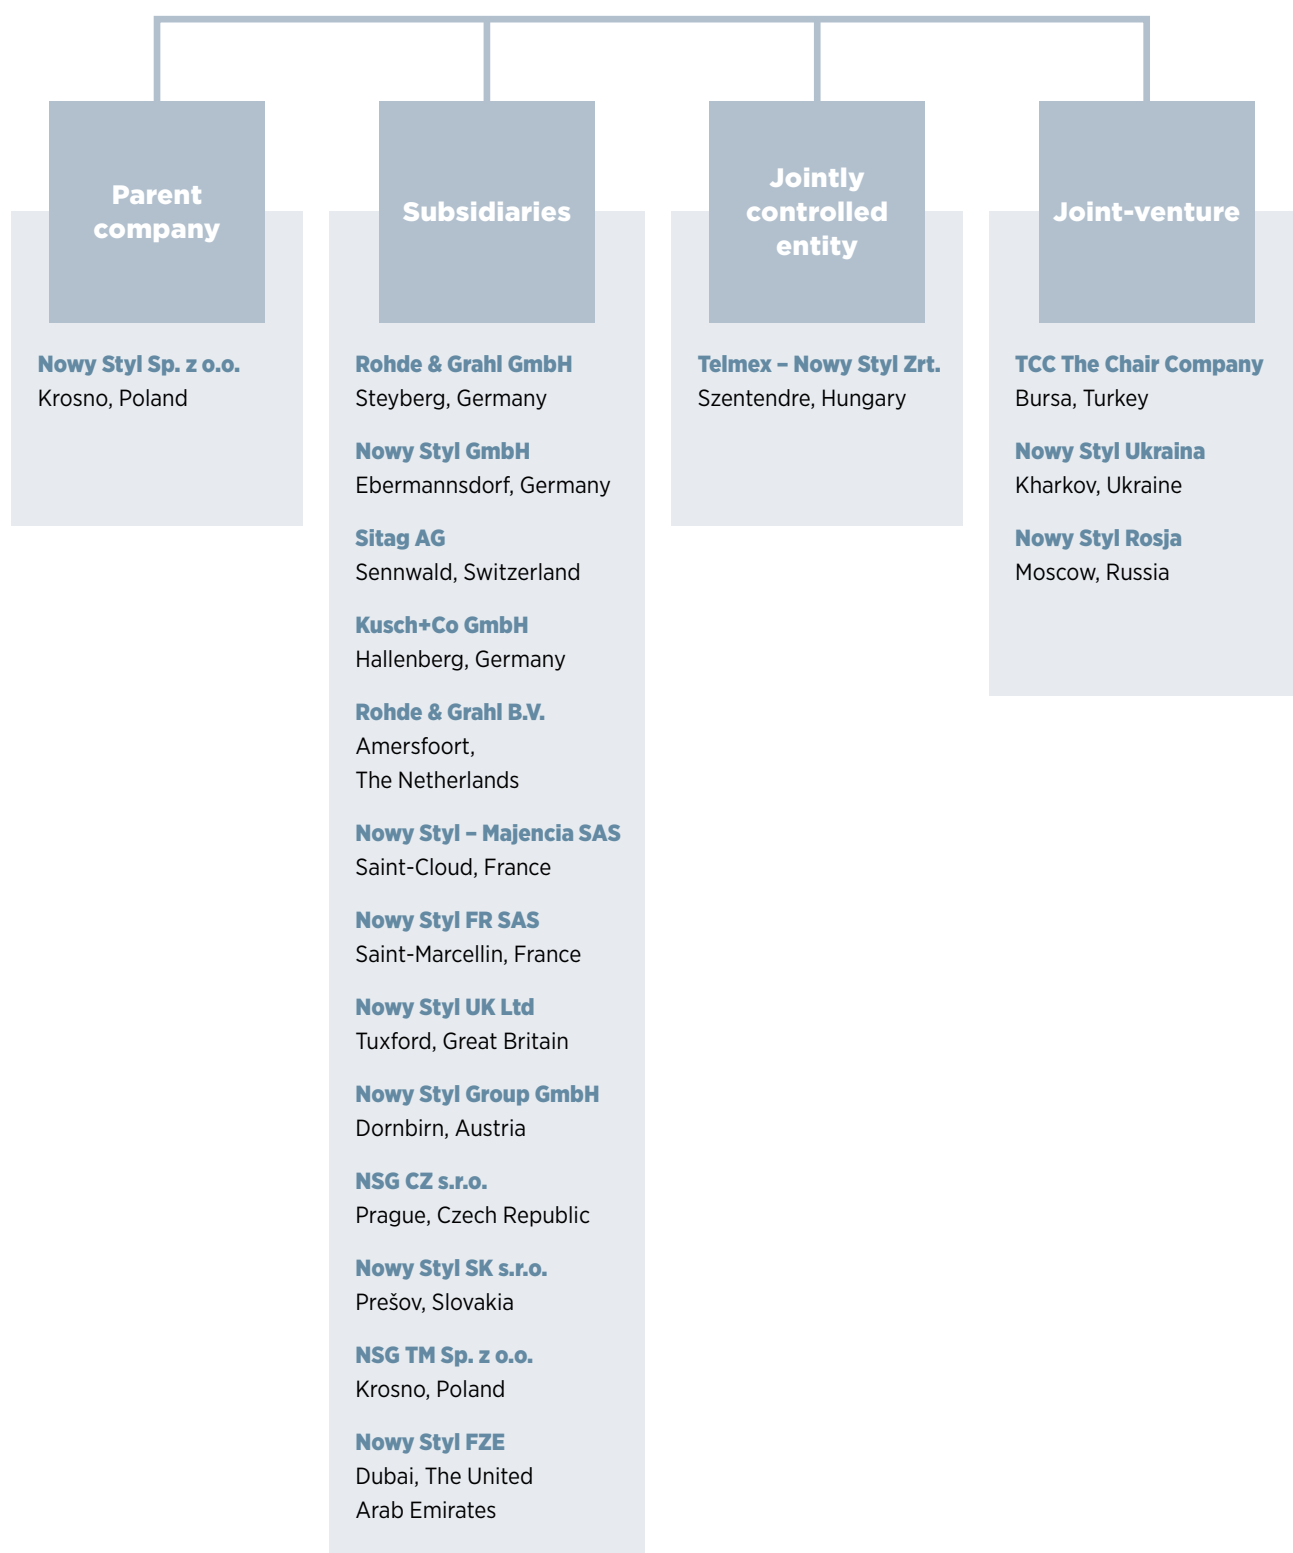 Parent
company
Nowy Styl Sp. z o.o.
Krosno, Poland
Subsidiaries
Rohde & Grahl GmbH
Steyberg, Germany
Nowy Styl GmbH
Ebermannsdorf, Germany
Sitag AG
Sennwald, Switzerland
Kusch+Co GmbH
Hallenberg, Germany
Rohde & Grahl B.V.
Amersfoort,
The Netherlands
Nowy Styl – Majencia SAS
Saint-Cloud, France
Nowy Styl FR SAS
Saint-Marcellin, France
Nowy Styl UK Ltd
Tuxford, Great Britain
Nowy Styl Group GmbH
Dornbirn, Austria
NSG CZ s.r.o.
Prague, Czech Republic
Nowy Styl SK s.r.o.
Prešov, Slovakia
NSG TM Sp. z o.o.
Krosno, Poland
Nowy Styl FZE
Dubai, The United
Arab Emirates
Jointly
controlled
entity
Telmex – Nowy Styl Zrt.
Szentendre, Hungary
Joint-venture
TCC The Chair Company
Bursa, Turkey
Nowy Styl Ukraina
Kharkov, Ukraine
Nowy Styl Rosja
Moscow, Russia